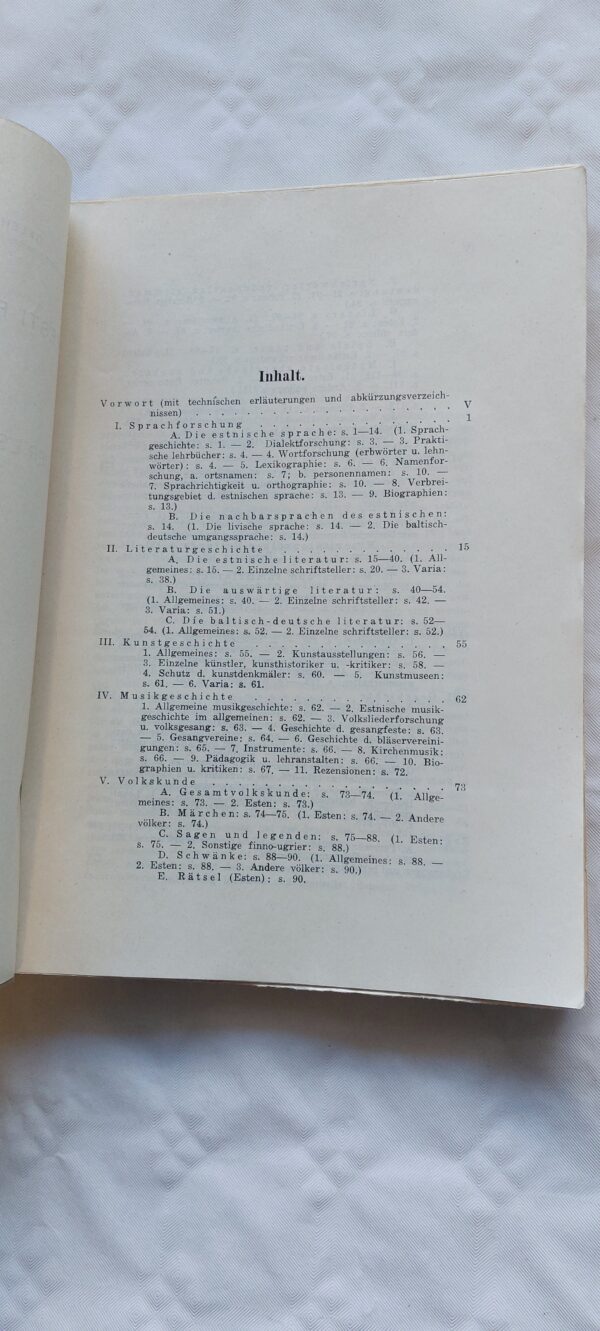 Inhalt.
Vorwort (mit technischen erläuterungen und abkürzungsverzeich-
nissen) . . . . . . . . . . . . . . . . . . V
I. Sprachforschung . . . . . . . . . . . . 1
A. Die estnische sprache: s. 1—14. (1. Sprach-
geschichte: s. 1. — 2. Dialektforschung: s. 3. — 3. Prakti-
sche lehrbücher: s. 4. — 4. Wortforschung (erbwörter u. lehn-
wörter): s. 4. — 5. Lexikographie: s. 6. — 6. Namenfor-
schung, a. ortsnamen: s. 7; b. personennamen: s. 10. —
7. Sprachrichtigkeit u. orthographie: s. 10. — 8. Verbrei-
tungsgebiet d. estnischen sprache: s. 13. — 9. Biographien:
s. 13.)
B. Die nachbarsprachen des estnischen:
s. 14. (1. Die livische sprache: s. 14. — 2. Die baltisch-
deutsche umgangssprache: s. 14.)
II. Literaturgeschichte . . . . . . . . . . . 15
A. Die estnische literatur: s. 15—40. (1. All-
gemeines: s. 15. — 2. Einzelne schriftsteller: s. 20. — 3. Varia:
s. 38.)
B. Die auswärtige literatur: s. 40—54.
(1. Allgemeines: s. 40. — 2. Einzelne schriftsteller: s. 42. —
3. Varia: s. 51.)
C. Die baltisch-deutsche literatur: s. 52—
54. (1. Allgemeines: s. 52. — 2. Einzelne schriftsteller: s. 52.)
III. Kunstgeschichte . . . . . . . . . . . . 55
1. Allgemeines: s. 55. — 2. Kunstausstellungen: s. 56. —
3. Einzelne künstler, kunsthistoriker u. -kritiker: s. 58. —
4. Schutz d. kunstdenkmäler: s. 60. — 5. Kunstmuseen:
s. 61. — 6. Varia: s. 61.
IV. Musikgeschichte . . . . . . . . . . . . 62
1. Allgemeine musikgeschichte: s. 62. — 2. Estnische musik-
geschichte im allgemeinen: s. 62. — 3. Volksliederforschung
u. volksgesang: s. 63. — 4. Geschichte d. gesangfeste: s. 63.
— 5. Gesangvereine: s. 64. — 6. Geschichte d. bläservereini-
gungen: s. 65. — 7. Instrumente: s. 66. — 8. Kirchenmusik:
s. 66. — 9. Pädagogik u. lehranstalten: s. 66. — 10. Bio-
graphien u. kritiken: s. 67. — 11. Rezensionen: s. 72.
V. Volkskunde . . . . . . . . . . . . . . 73
A. Gesamtvolkskunde: s. 73—74. (1. Allge-
meines: s. 73. — 2. Esten: s. 73.)
B. Märchen: s. 74—75. (1. Esten: s. 74. — 2. Andere
völker: s. 74.)
C. Sagen und legenden: s. 75—88. (1. Esten:
s. 75. — 2. Sonstige finno-ugrier: s. 88.)
D. Schwänke: s. 88—90. (1. Allgemeines: s. 88. —
2. Esten: s. 88. — 3. Andere völker: s. 90.)
E. Rätsel (Esten): s. 90.